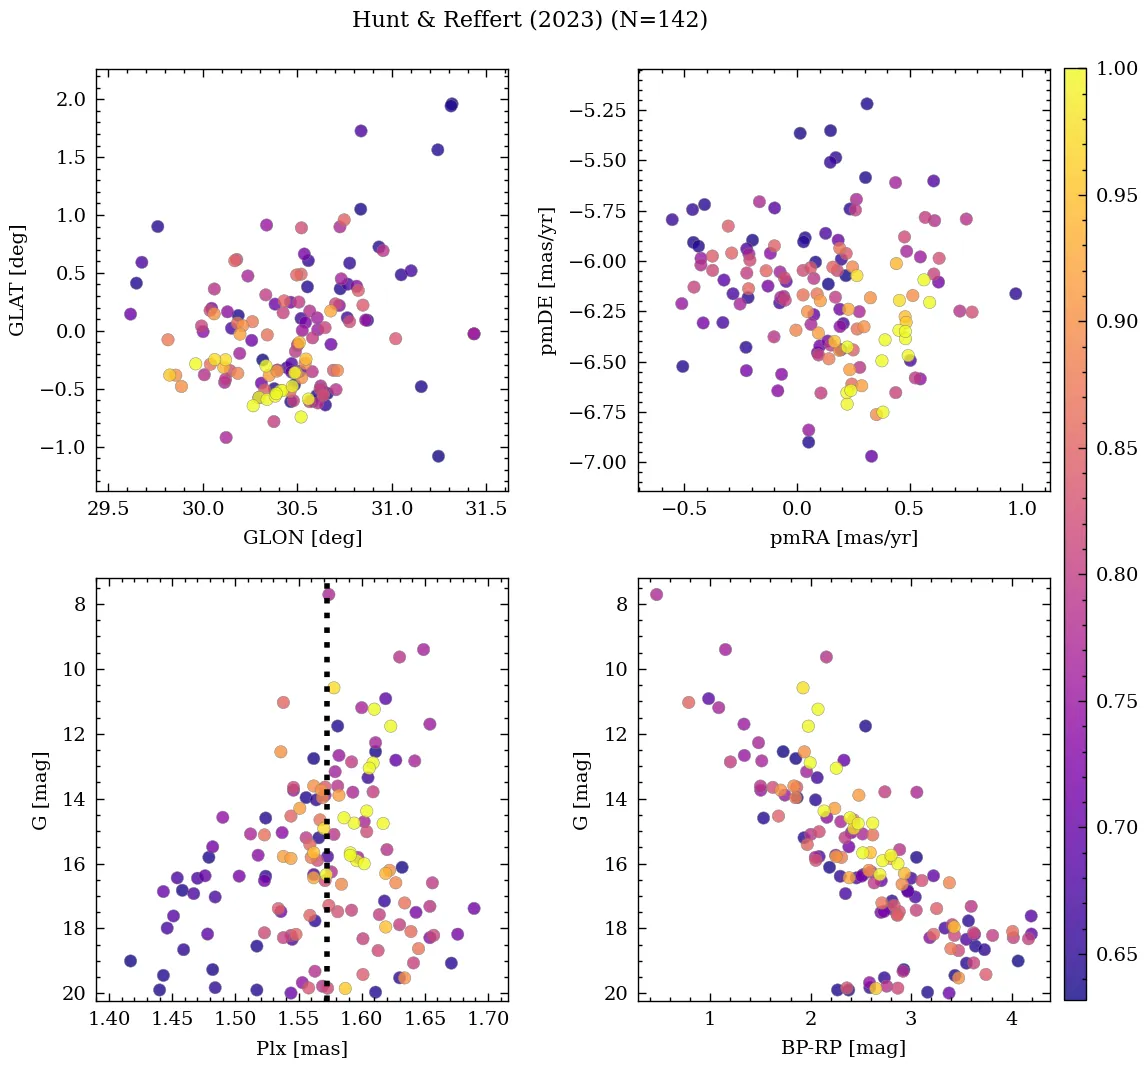 Hunt & Reffert (2023) (N=142)
2.0
1.5
1.0
0.5
0.0
−0.5
−1.0
GLAT [deg]
29.5 30.0 30.5 31.0 31.5
GLON [deg]
−5.25
−5.50
−5.75
−6.00
−6.25
−6.50
−6.75
−7.00
pmDE [mas/yr]
−0.5 0.0 0.5 1.0
pmRA [mas/yr]
8
10
12
14
16
18
20
G [mag]
1.40 1.45 1.50 1.55 1.60 1.65 1.70
Plx [mas]
8
10
12
14
16
18
20
G [mag]
1 2 3 4
BP-RP [mag]
1.00
0.95
0.90
0.85
0.80
0.75
0.70
0.65